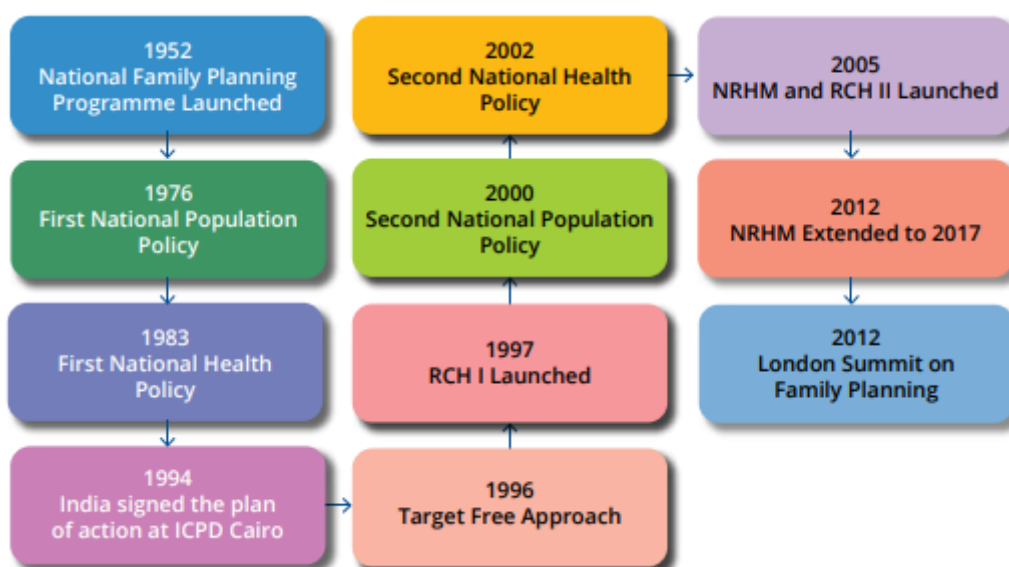 1952
National Family Planning
Programme Launched
1976
First National Population
Policy
1983
First National Health
Policy
1994
India signed the plan
of action at ICPD Cairo
1996
Target Free Approach
1997
RCH I Launched
2000
Second National Population
Policy
2002
Second National Health
Policy
2005
NRHM and RCH II Launched
2012
NRHM Extended to 2017
2012
London Summit on
Family Planning